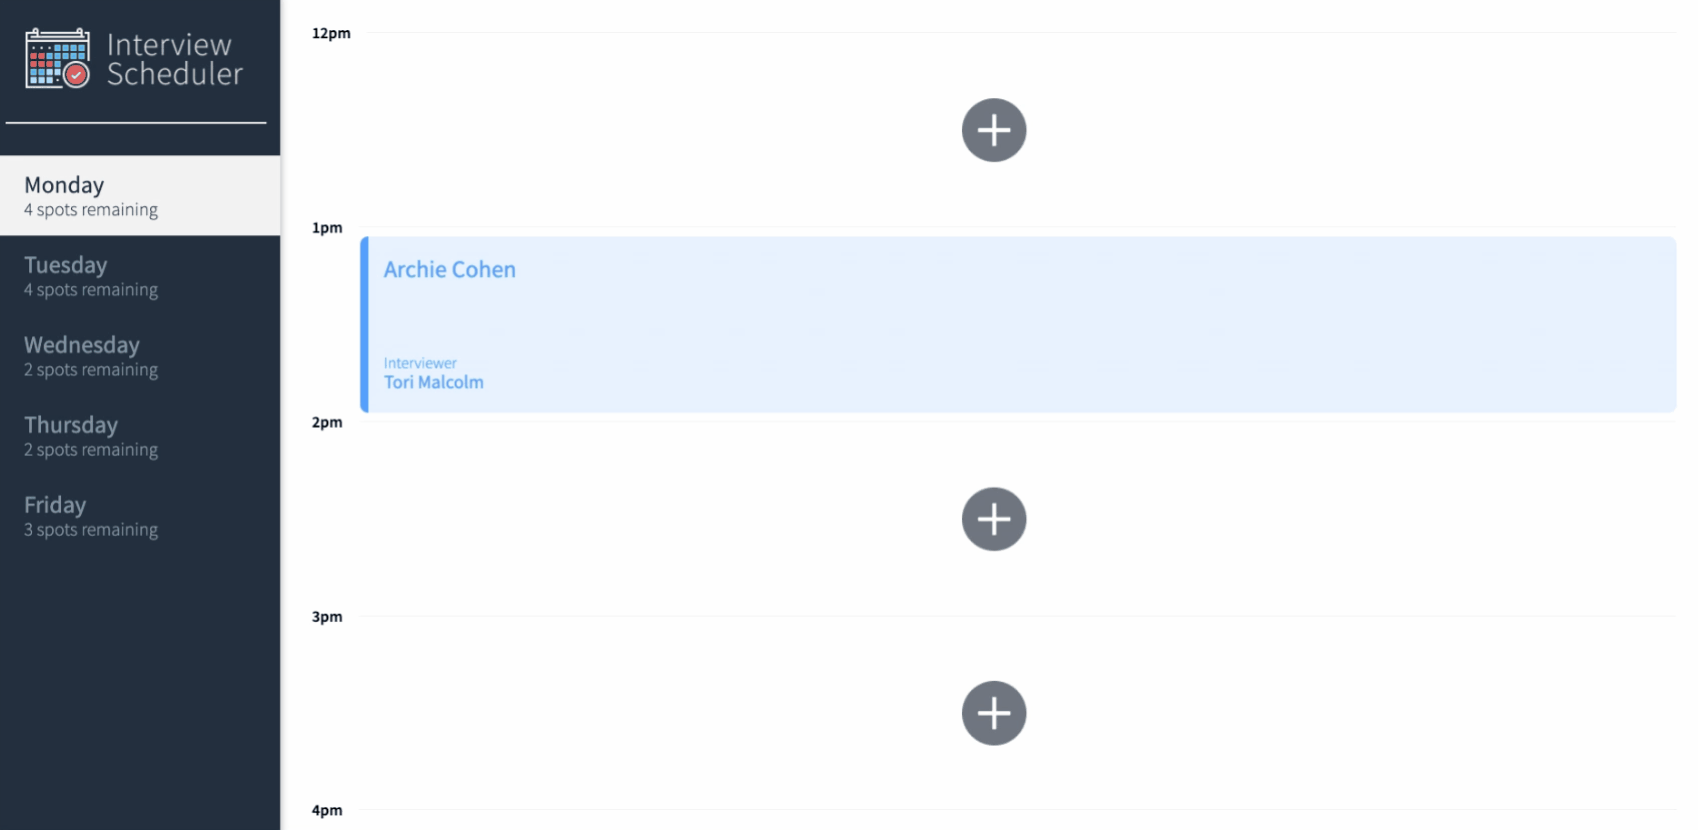 Interview
Scheduler
Monday
4 spots remaining
Tuesday
4 spots remaining
Wednesday
2 spots remaining
Thursday
2 spots remaining
Friday
3 spots remaining
12pm
1pm
Archie Cohen
Interviewer
Tori Malcolm
2pm
3pm
4pm